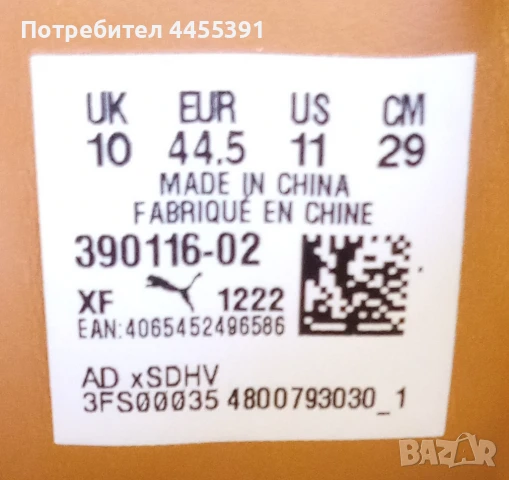 Потребител 4455391
UK EUR US CM
10 44.5 11 29
MADE IN CHINA
FABRIQUÉ EN CHINE
390116-02
XF 1222
EAN:4065452496586
AD xSDHV
3FS00035 4800793030_1
BAZAR